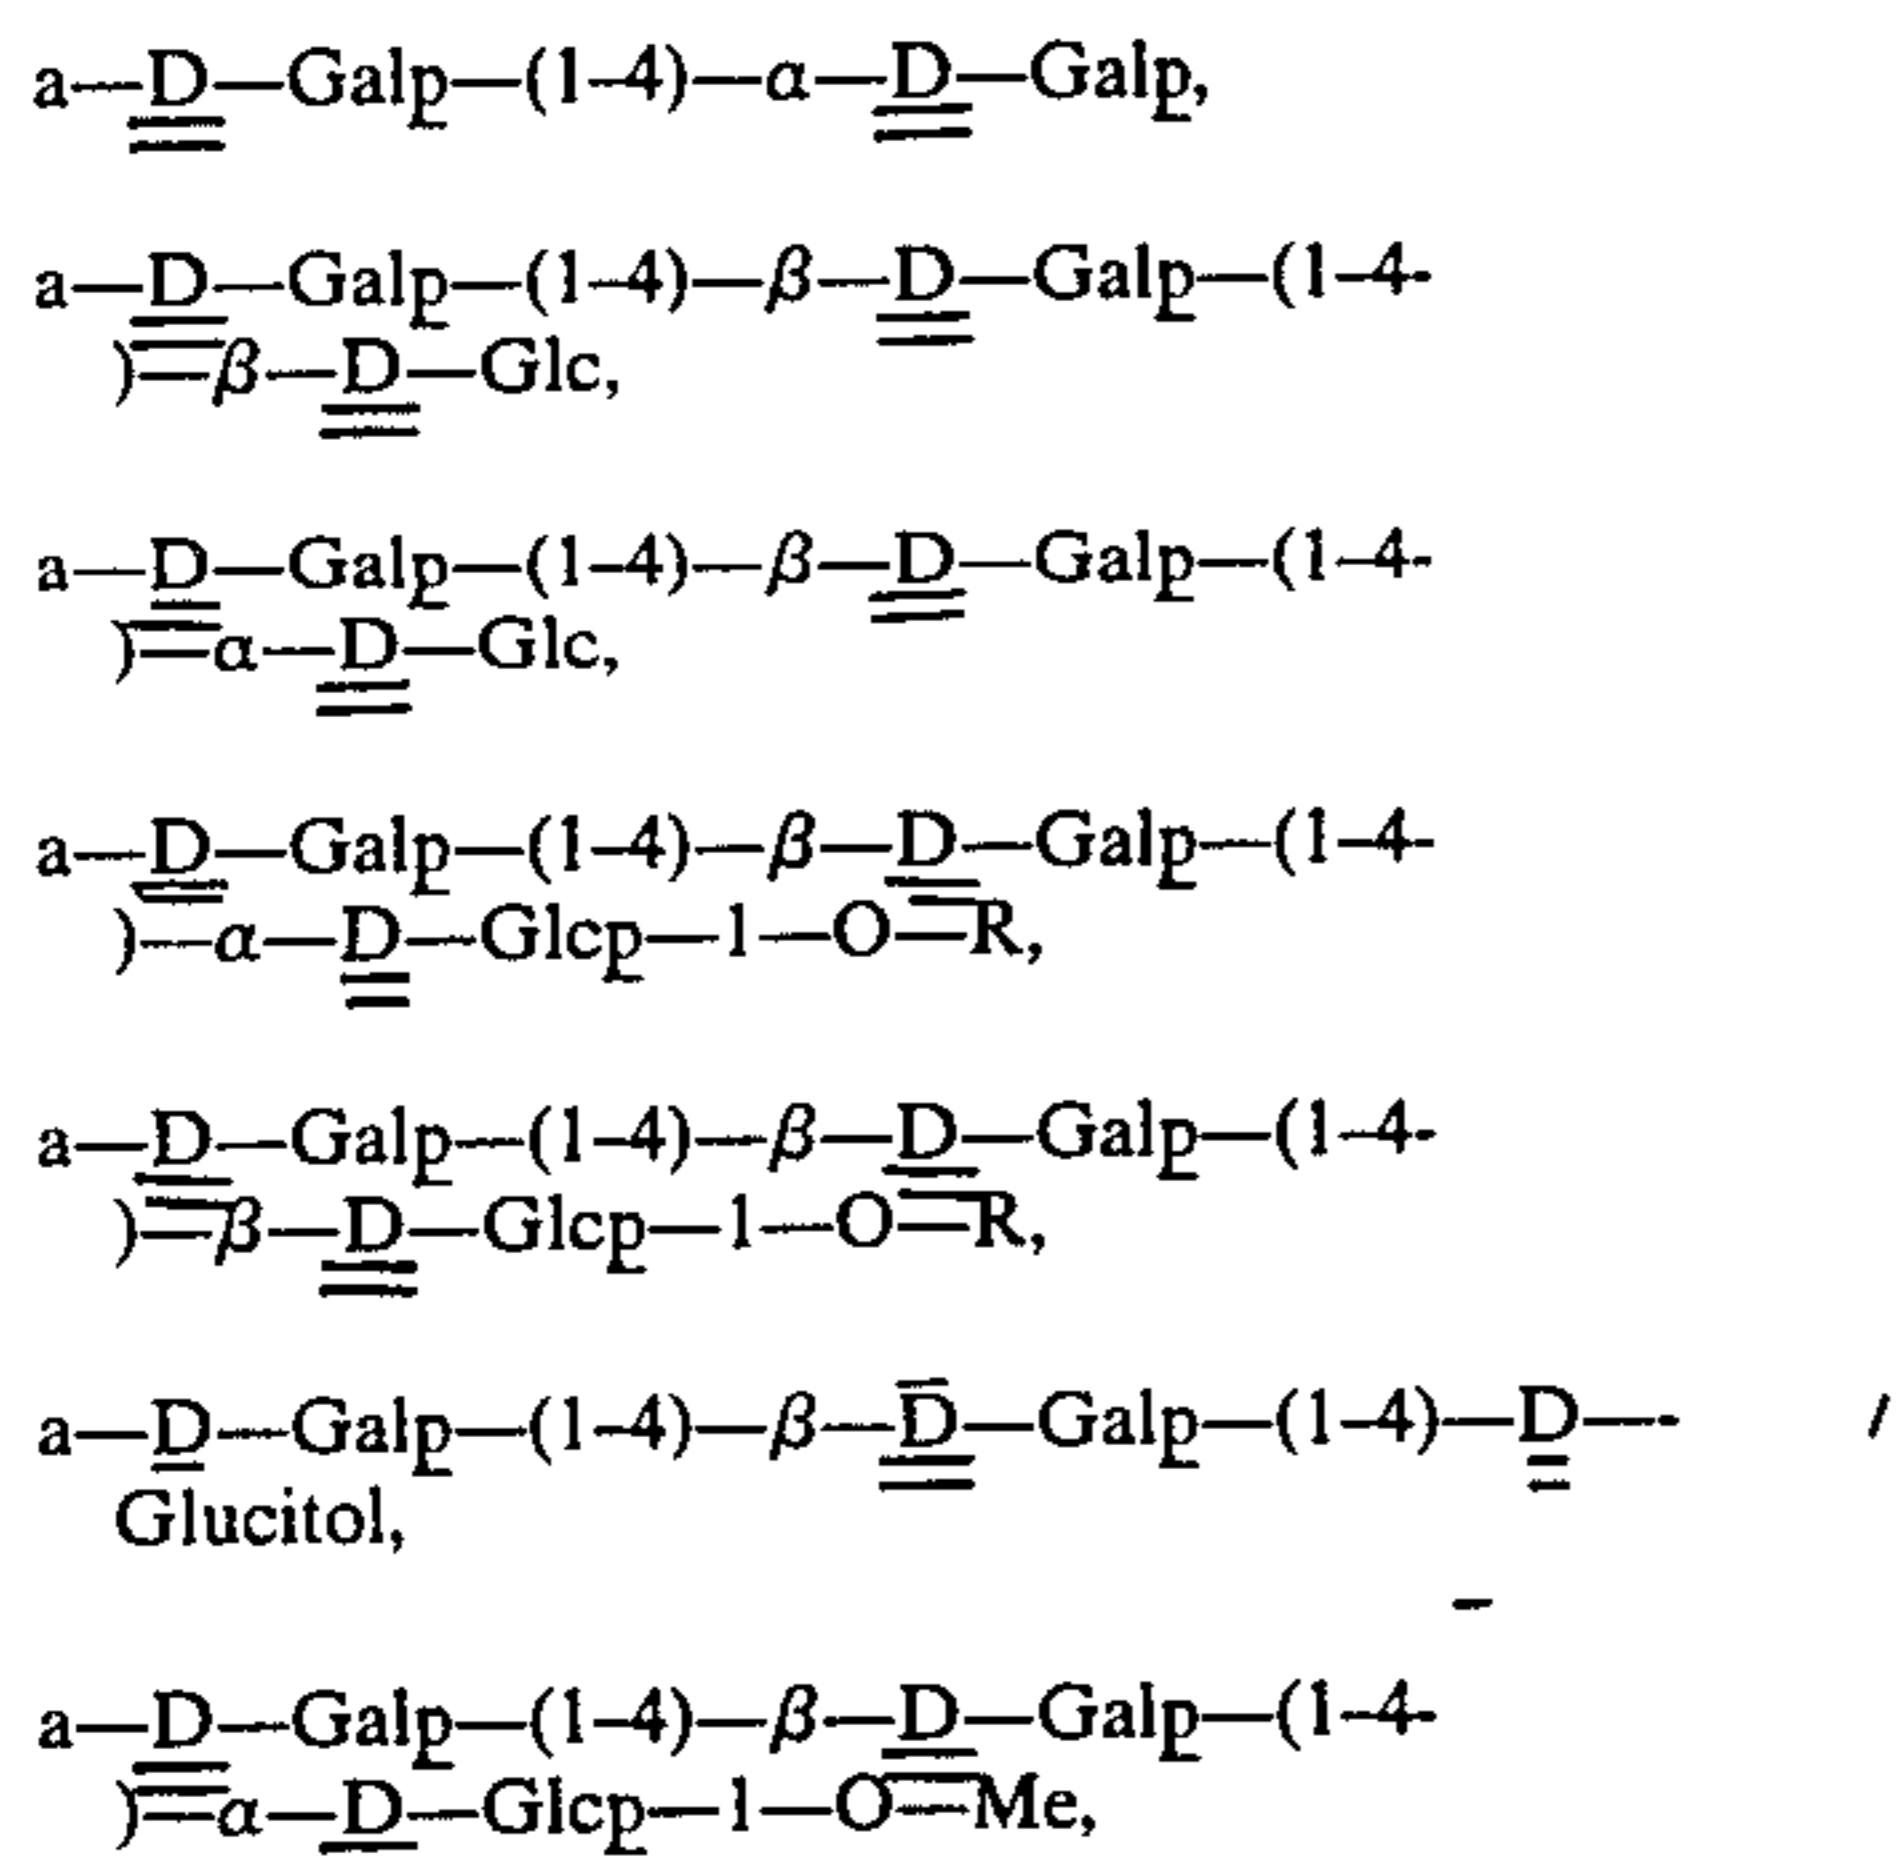 a—D—Galp—(1–4)—α—D—Galp,
a—D—Galp—(1–4)—β—D—Galp—(1–4-
)—β—D—Glc,
a—D—Galp—(1–4)—β—D—Galp—(1–4-
)—α—D—Glc,
a—D—Galp—(1–4)—β—D—Galp—(1–4-
)—α—D—Glcp—1—O—R,
a—D—Galp—(1–4)—β—D—Galp—(1–4-
)—β—D—Glcp—1—O—R,
a—D—Galp—(1–4)—β—D—Galp—(1–4)—D—-
Glucitol,
a—D—Galp—(1–4)—β—D—Galp—(1–4-
)—α—D—Glcp—1—O—Me,